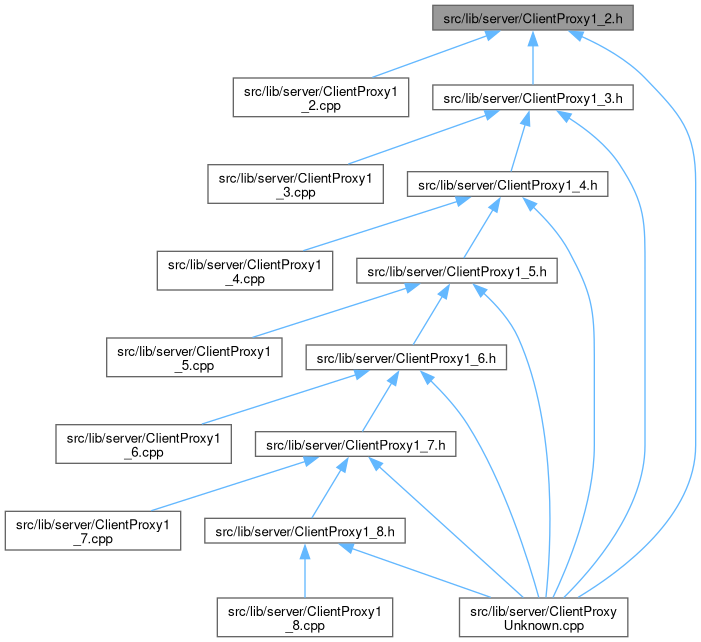 src/lib/server/ClientProxy1_2.h
src/lib/server/ClientProxy1
_2.cpp
src/lib/server/ClientProxy1_3.h
src/lib/server/ClientProxy1
_3.cpp
src/lib/server/ClientProxy1_4.h
src/lib/server/ClientProxy1
_4.cpp
src/lib/server/ClientProxy1_5.h
src/lib/server/ClientProxy1
_5.cpp
src/lib/server/ClientProxy1_6.h
src/lib/server/ClientProxy1
_6.cpp
src/lib/server/ClientProxy1_7.h
src/lib/server/ClientProxy1
_7.cpp
src/lib/server/ClientProxy1_8.h
src/lib/server/ClientProxy1
_8.cpp
src/lib/server/ClientProxy
Unknown.cpp